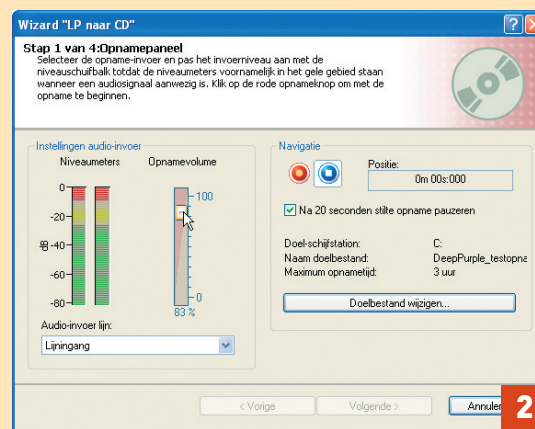 Wizard "LP naar CD"
Stap 1 van 4:Opnamepaneel
Selecteer de opname-invoer en pas het invoerniveau aan met de
niveauschuifbalk totdat de niveaumeters voornamelijk in het gele gebied staan
wanneer een audiosignaal aanwezig is. Klik op de rode opnameknop om met de
opname te beginnen.
Instellingen audio-invoer
Niveaumeters Opnamevolume
0
-20
-40
-60
-80
dB
100
0
83 %
Audio-invoer lijn:
Lijningang
Navigatie
Positie:
0m 00s:000
Na 20 seconden stilte opname pauzeren
Doel-schijfstation: C:
Naam doelbestand: DeepPurple_testopna
Maximum opnametijd: 3 uur
Doelbestand wijzigen...
< Vorige Volgende > Annuler
2